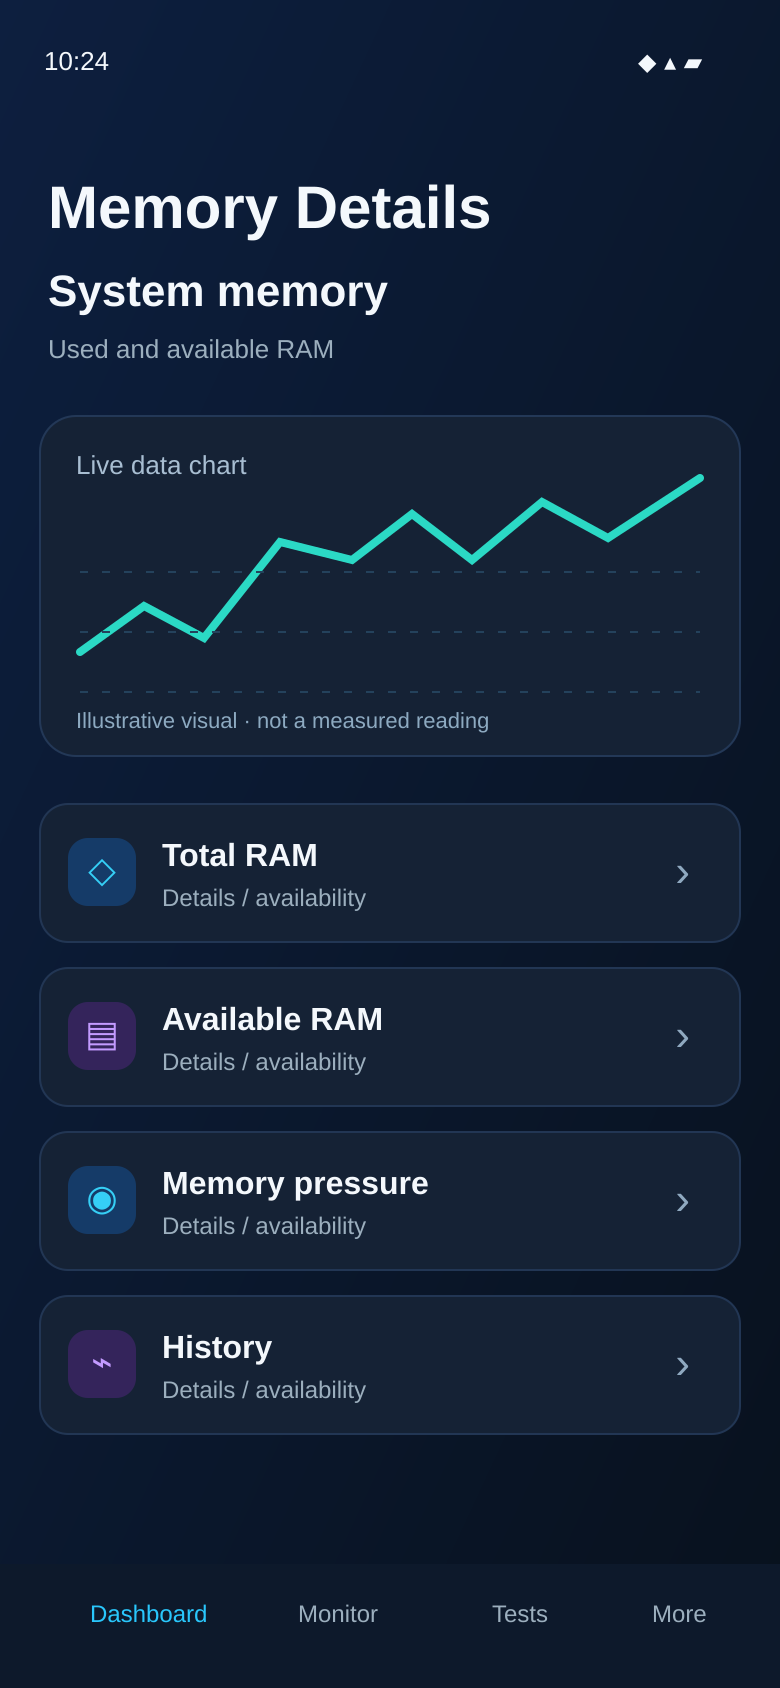 10:24
Memory Details
System memory
Used and available RAM
Live data chart
Illustrative visual · not a measured reading
Total RAM
Details / availability
Available RAM
Details / availability
Memory pressure
Details / availability
History
Details / availability
Dashboard Monitor Tests More